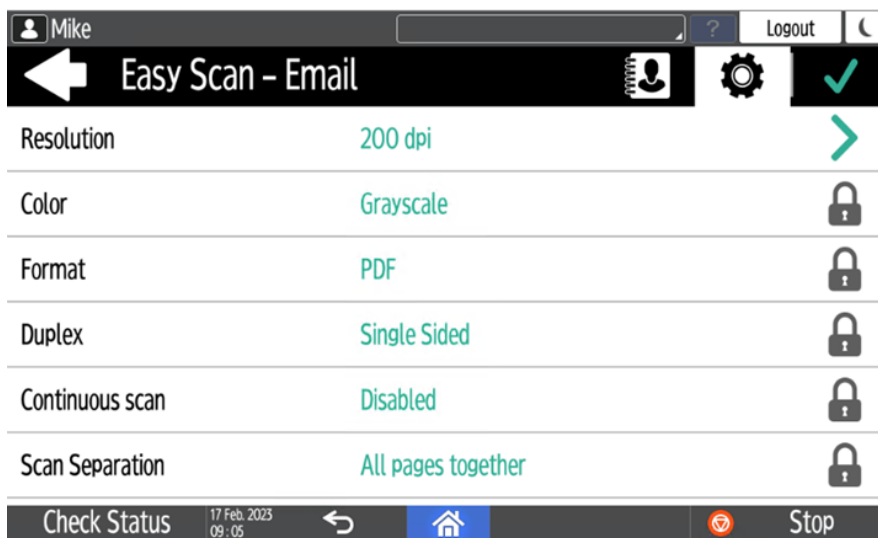 Mike ? Logout
Easy Scan – Email
Resolution 200 dpi
Color Grayscale
Format PDF
Duplex Single Sided
Continuous scan Disabled
Scan Separation All pages together
Check Status 17 Feb. 2023 Stop
09 : 05